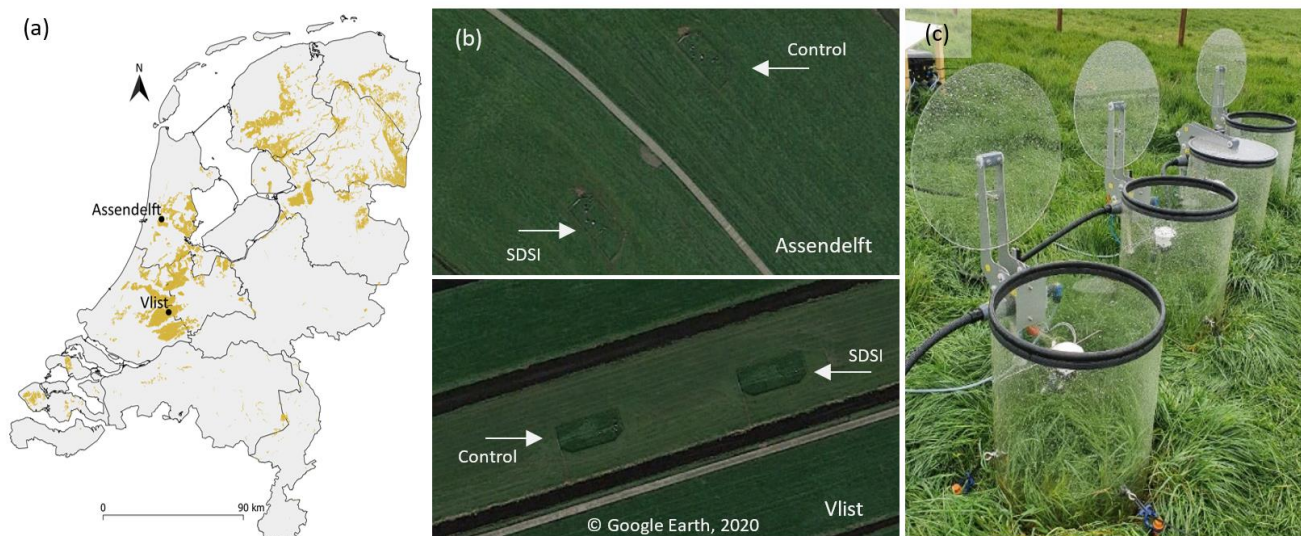 (a)
N
Assendelft
Vlist
0
90 km
(b)
Control
SDSI
Assendelft
SDSI
Control
Vlist
© Google Earth, 2020
(c)